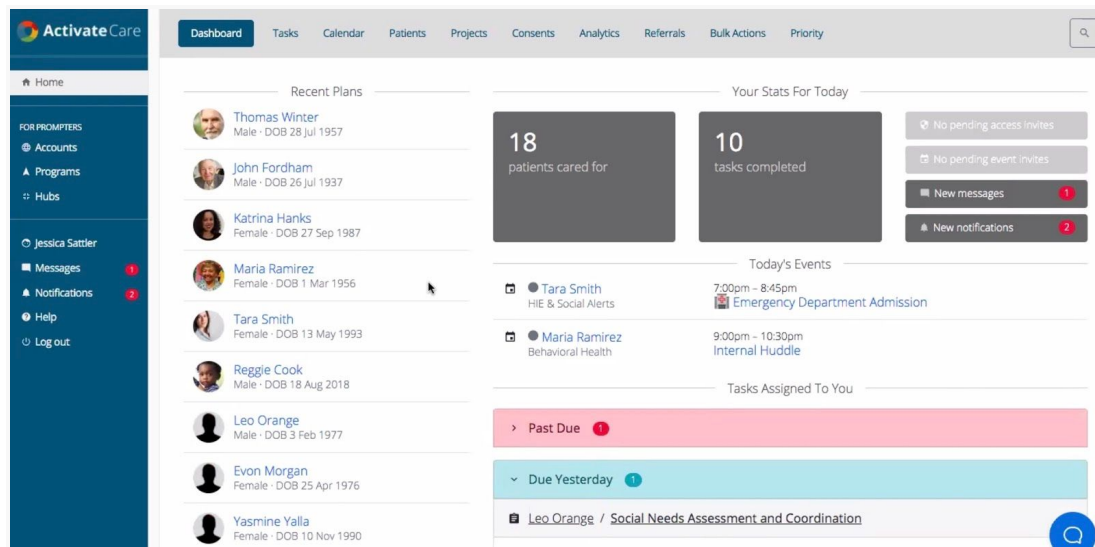 ActivateCare
Dashboard Tasks Calendar Patients Projects Consents Analytics Referrals Bulk Actions Priority
Home
FOR PROMPTERS
Accounts
Programs
Hubs
Jessica Sattler
Messages 1
Notifications 2
Help
Log out
Recent Plans
Thomas Winter
Male · DOB 28 Jul 1957
John Fordham
Male · DOB 26 Jul 1937
Katrina Hanks
Female · DOB 27 Sep 1987
Maria Ramirez
Female · DOB 1 Mar 1956
Tara Smith
Female · DOB 13 May 1993
Reggie Cook
Male · DOB 18 Aug 2018
Leo Orange
Male · DOB 3 Feb 1977
Evon Morgan
Female · DOB 25 Apr 1976
Yasmine Yalla
Female · DOB 10 Nov 1990
Your Stats For Today
18
patients cared for
10
tasks completed
No pending access invites
No pending event invites
New messages 1
New notifications 2
Today's Events
Tara Smith 7:00pm – 8:45pm
HIE & Social Alerts Emergency Department Admission
Maria Ramirez 9:00pm – 10:30pm
Behavioral Health Internal Huddle
Tasks Assigned To You
Past Due 1
Due Yesterday 1
Leo Orange / Social Needs Assessment and Coordination